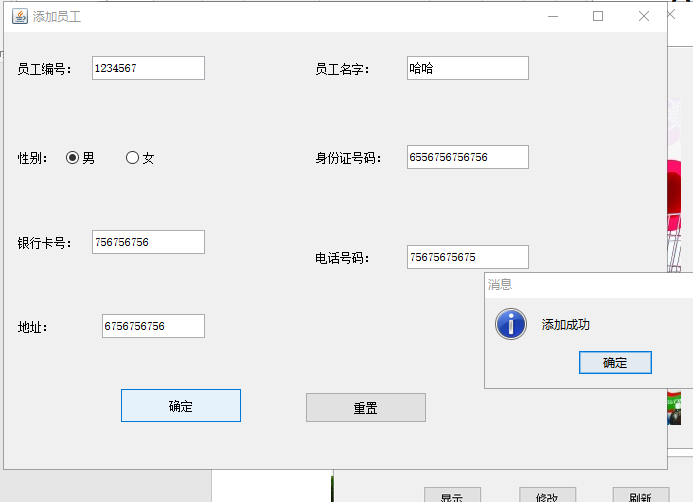 添加员工
员工编号： 1234567 员工名字： 哈哈
性别： 男 女 身份证号码： 6556756756756
银行卡号： 756756756 电话号码： 75675675675
消息
添加成功
确定
地址： 6756756756
确定 重置
显示 修改 刷新